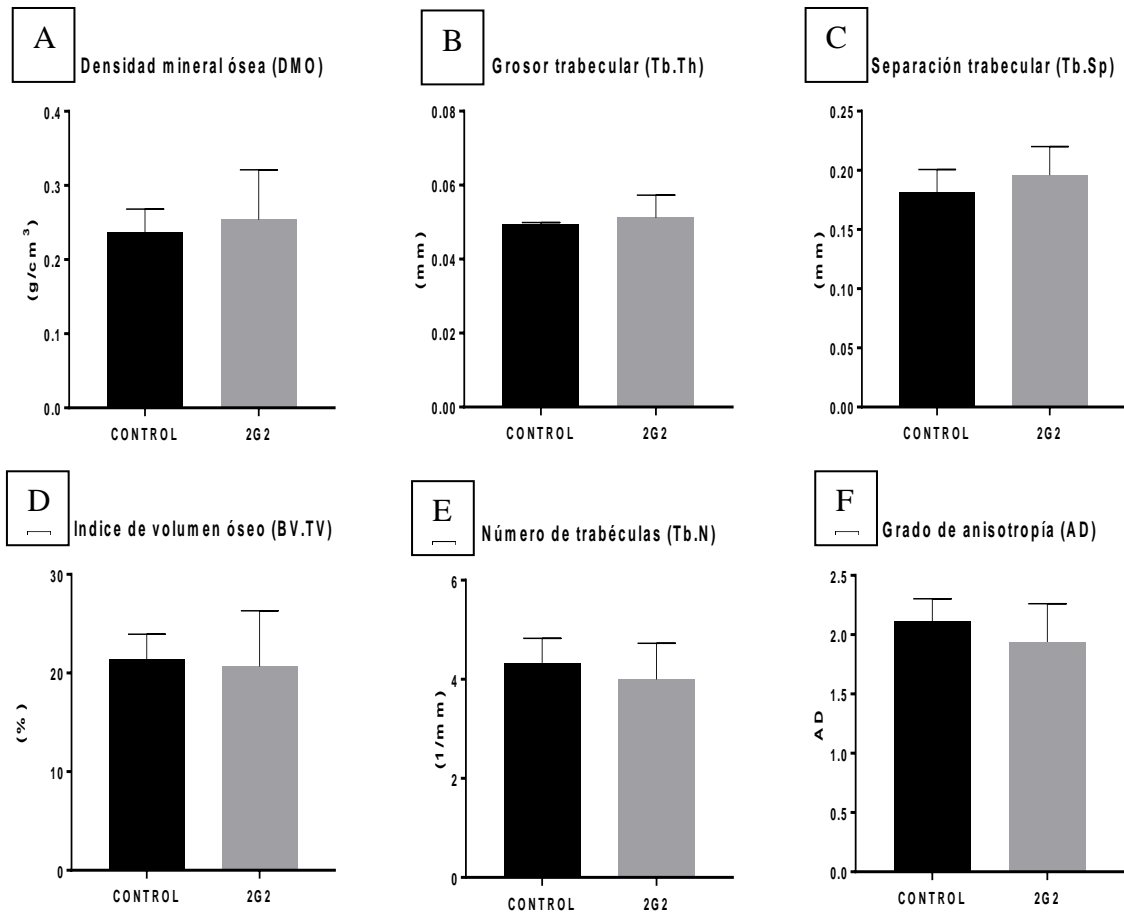 A
Densidad mineral ósea (DMO)
0.4
0.3
0.2
0.1
0.0
(g/cm³)
CONTROL
2G2
B
Grosor trabecular (Tb.Th)
0.08
0.06
0.04
0.02
0.00
(mm)
CONTROL
2G2
C
Separación trabecular (Tb.Sp)
0.25
0.20
0.15
0.10
0.05
0.00
(mm)
CONTROL
2G2
D
Indice de volumen óseo (BV.TV)
30
20
10
0
(%)
CONTROL
2G2
E
Número de trabéculas (Tb.N)
6
4
2
0
(1/mm)
CONTROL
2G2
F
Grado de anisotropía (AD)
2.5
2.0
1.5
1.0
0.5
0.0
AD
CONTROL
2G2